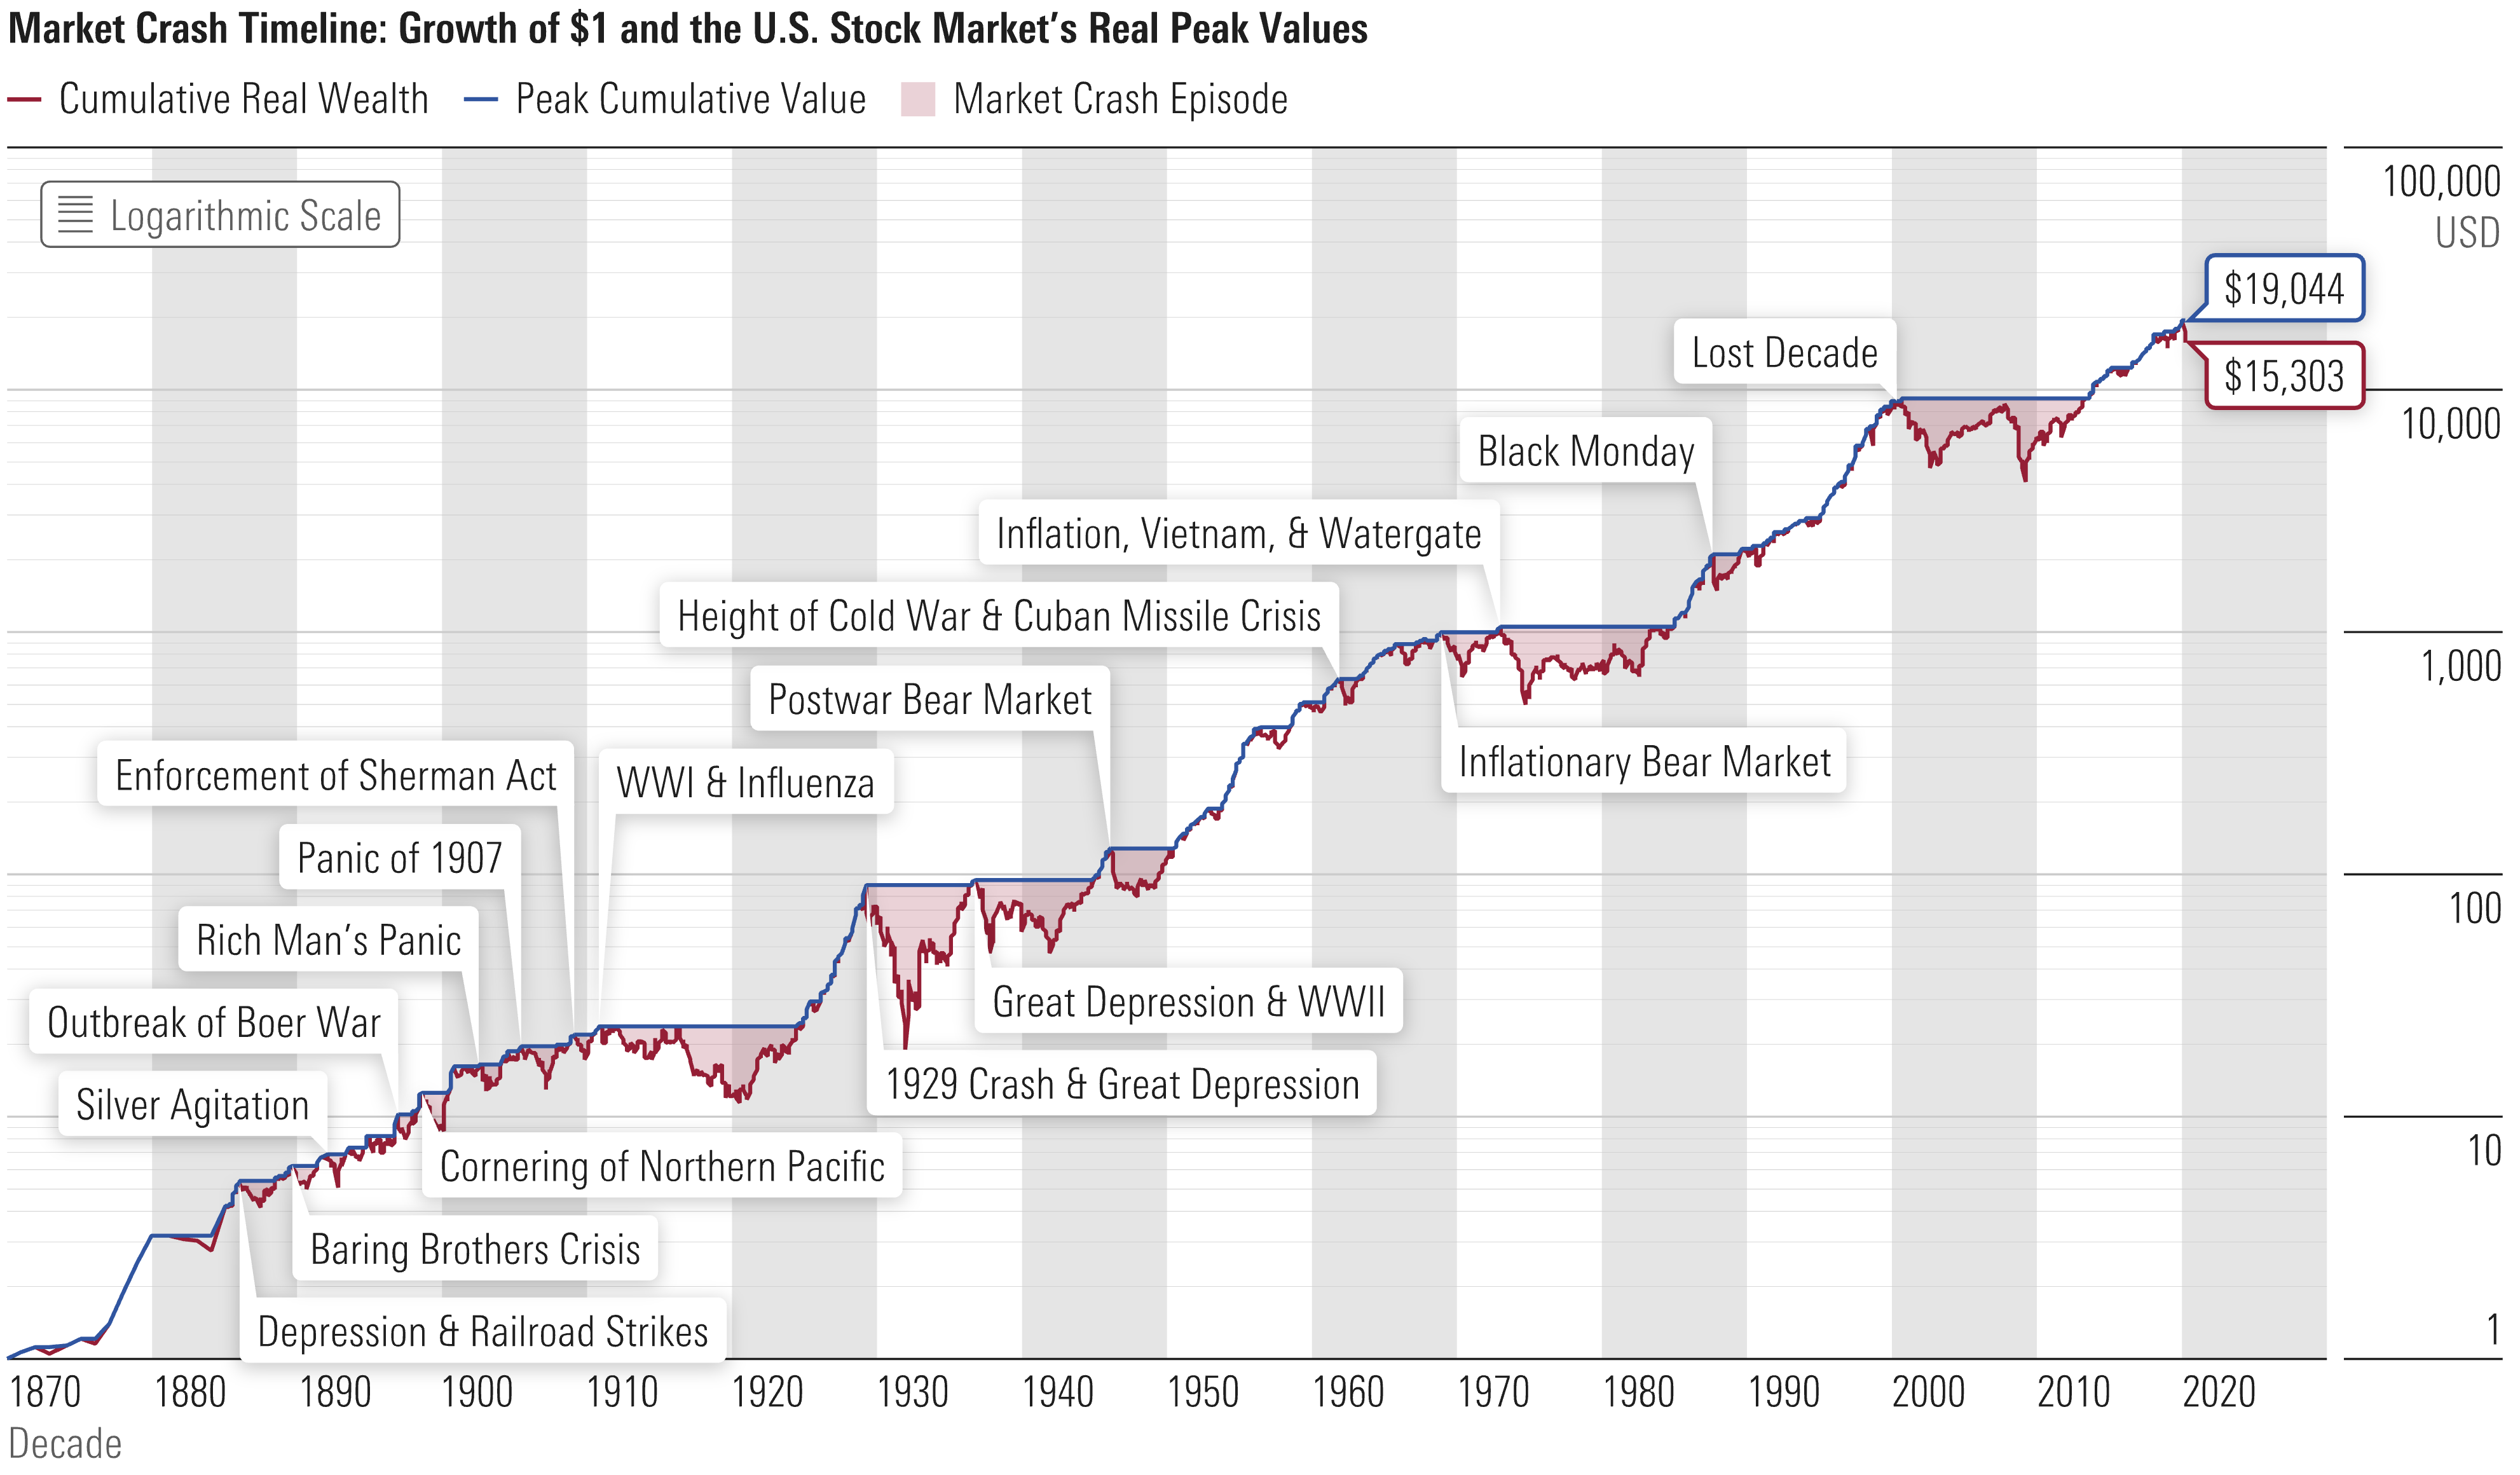 Market Crash Timeline: Growth of $1 and the U.S. Stock Market's Real Peak Values
Cumulative Real Wealth Peak Cumulative Value Market Crash Episode
Logarithmic Scale
100,000
USD
$19,044
Lost Decade
$15,303
10,000
Black Monday
Inflation, Vietnam, & Watergate
Height of Cold War & Cuban Missile Crisis
1,000
Postwar Bear Market
Inflationary Bear Market
Enforcement of Sherman Act
WWI & Influenza
Panic of 1907
100
Rich Man's Panic
Great Depression & WWII
Outbreak of Boer War
1929 Crash & Great Depression
Silver Agitation
10
Cornering of Northern Pacific
Baring Brothers Crisis
Depression & Railroad Strikes
1
1870 1880 1890 1900 1910 1920 1930 1940 1950 1960 1970 1980 1990 2000 2010 2020
Decade